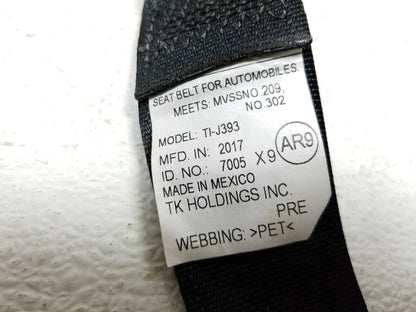 SEAT BELT FOR AUTOMOBILES
MEETS: MVSSNO.209,
NO.302
MODEL: TI-J393
MFD. IN: 2017
ID. NO.: 7005 X9 AR9
MADE IN MEXICO
TK HOLDINGS INC.
PRE
WEBBING: >PET<